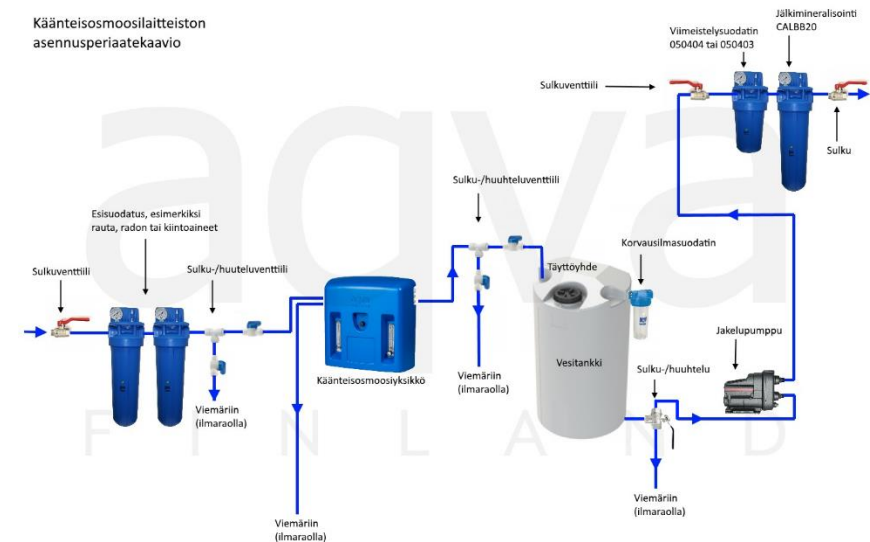 Käänteisosmoosilaitteiston
asennusperiaatekaavio
Viimeistelysuodatin
050404 tai 050403
Jälkimineralisointi
CALBB20
Sulkuventtiili
Sulku
Sulku-/huuhteluventtiili
Esisuodatus, esimerkiksi
rauta, radon tai kiintoaineet
Korvausilmasuodatin
Sulkuventtiili
Sulku-/huuteluventiili
Täyttöyhde
Jakelupumppu
Vesitankki
Sulku-/huuhtelu
Käänteisosmoosiyksikkö
Viemäriin
(ilmaraolla)
Viemäriin
(ilmaraolla)
Viemäriin
(ilmaraolla)
Viemäriin
(ilmaraolla)
aqva
FINLAND